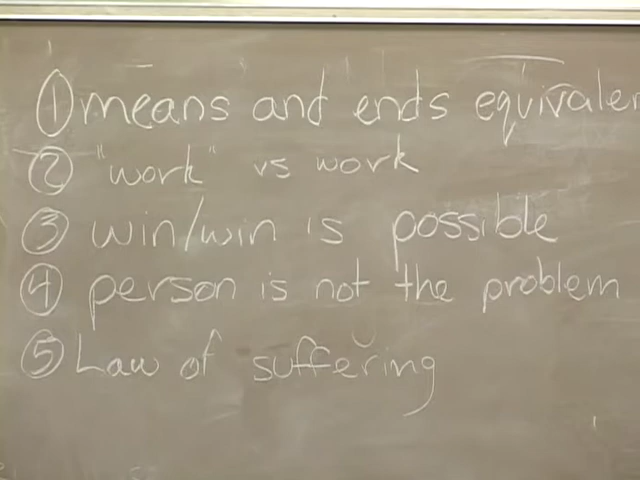 ① means and ends equivalen
② "work" vs work
③ win/win is possible
④ person is not the problem
⑤ Law of suffering